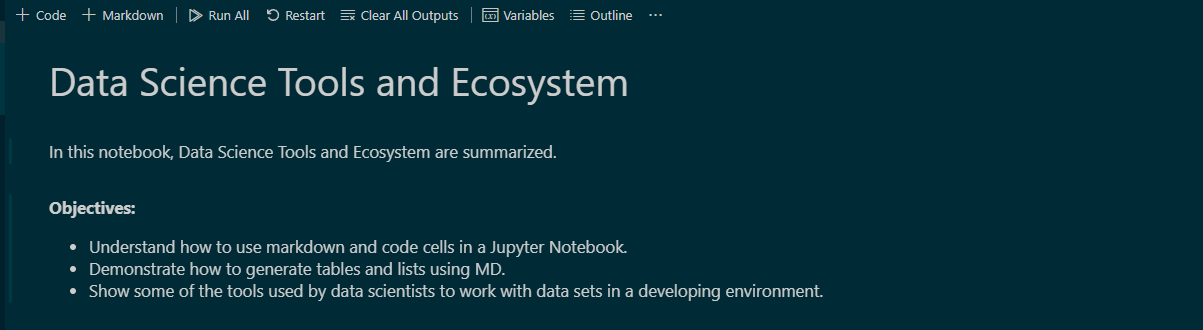 Code Markdown Run All Restart Clear All Outputs Variables Outline ...
Data Science Tools and Ecosystem
In this notebook, Data Science Tools and Ecosystem are summarized.
Objectives:
• Understand how to use markdown and code cells in a Jupyter Notebook.
• Demonstrate how to generate tables and lists using MD.
• Show some of the tools used by data scientists to work with data sets in a developing environment.